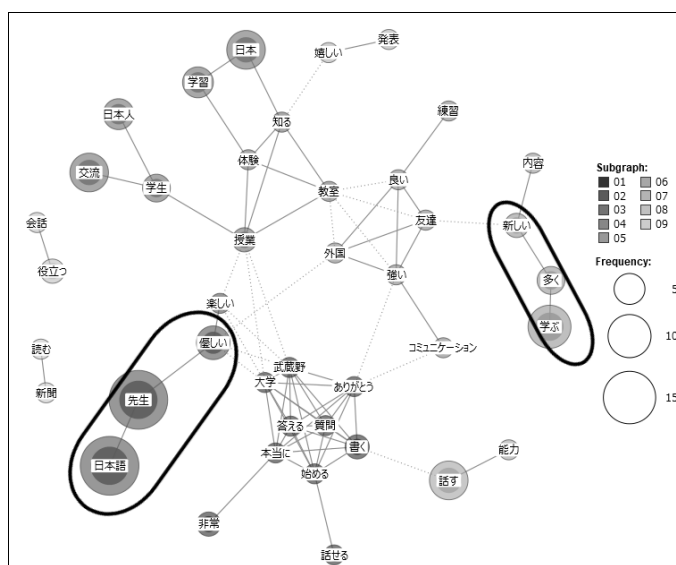 発表
嬉しい
日本
学習
日本人
知る
練習
体験
内容
交流
学生
教室
良い
会話
友達
新しい
授業
外国
役立つ
強い
多く
楽しい
学ぶ
優しい
コミュニケーション
読む
武蔵野
大学
ありがとう
新聞
先生
答える
質問
書く
本当に
能力
日本語
始める
話す
非常
話せる
Subgraph:
01 06
02 07
03 08
04 09
05
Frequency:
5
10
15